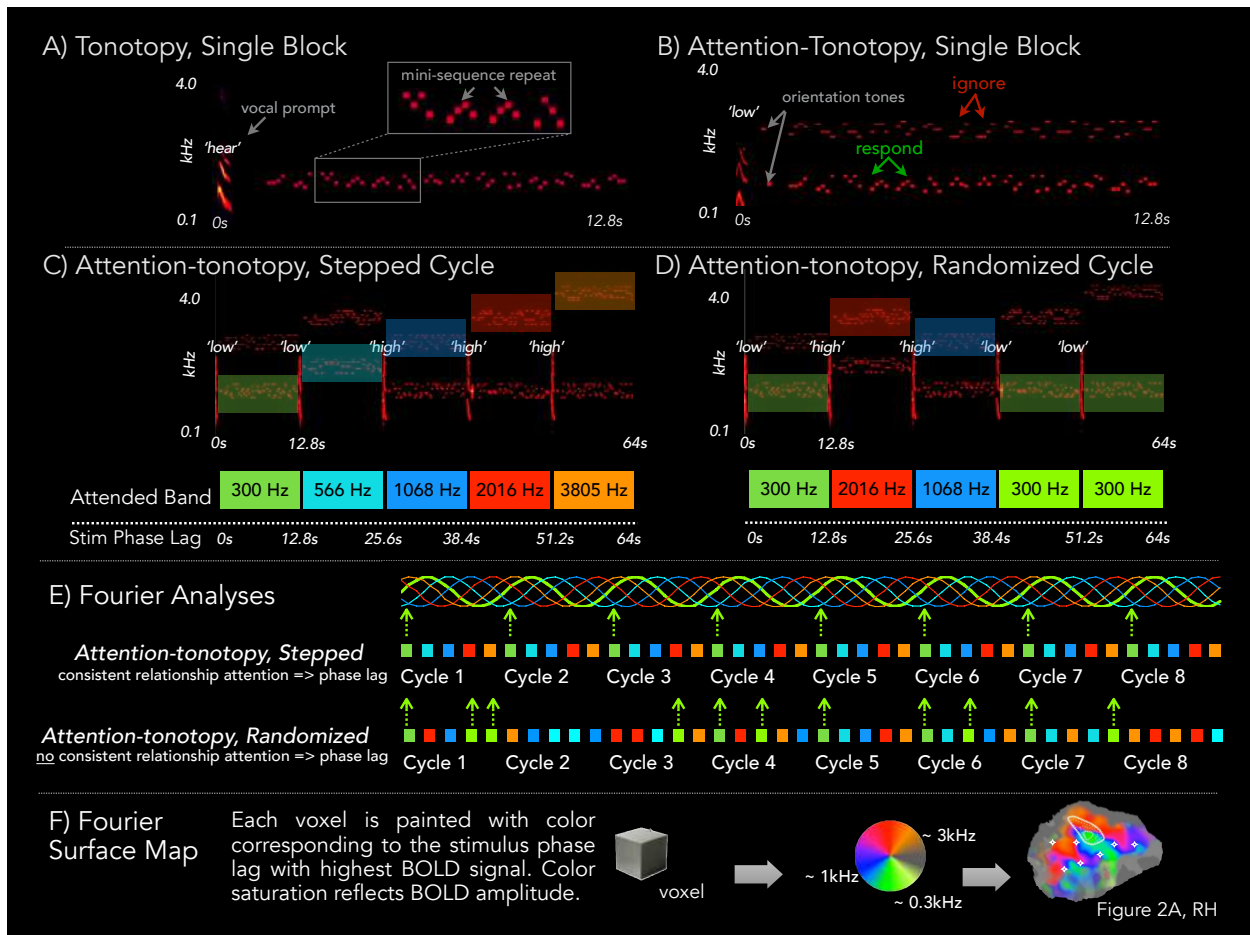 A) Tonotopy, Single Block
4.0
mini-sequence repeat
vocal prompt
'hear'
kHz
0.1
0s
12.8s
B) Attention-Tonotopy, Single Block
4.0
ignore
orientation tones
'low'
kHz
respond
0.1
0s
12.8s
C) Attention-tonotopy, Stepped Cycle
4.0
'low' 'low' 'high' 'high' 'high'
kHz
0.1
0s 12.8s 64s
Attended Band 300 Hz 566 Hz 1068 Hz 2016 Hz 3805 Hz
Stim Phase Lag 0s 12.8s 25.6s 38.4s 51.2s 64s
D) Attention-tonotopy, Randomized Cycle
4.0
'low' 'high' 'high' 'low' 'low'
kHz
0.1
0s 12.8s 64s
300 Hz 2016 Hz 1068 Hz 300 Hz 300 Hz
0s 12.8s 25.6s 38.4s 51.2s 64s
E) Fourier Analyses
Attention-tonotopy, Stepped
consistent relationship attention => phase lag
Cycle 1 Cycle 2 Cycle 3 Cycle 4 Cycle 5 Cycle 6 Cycle 7 Cycle 8
Attention-tonotopy, Randomized
no consistent relationship attention => phase lag
Cycle 1 Cycle 2 Cycle 3 Cycle 4 Cycle 5 Cycle 6 Cycle 7 Cycle 8
F) Fourier
Surface Map
Each voxel is painted with color
corresponding to the stimulus phase
lag with highest BOLD signal. Color
saturation reflects BOLD amplitude.
voxel
~ 3kHz
~ 1kHz
~ 0.3kHz
Figure 2A, RH